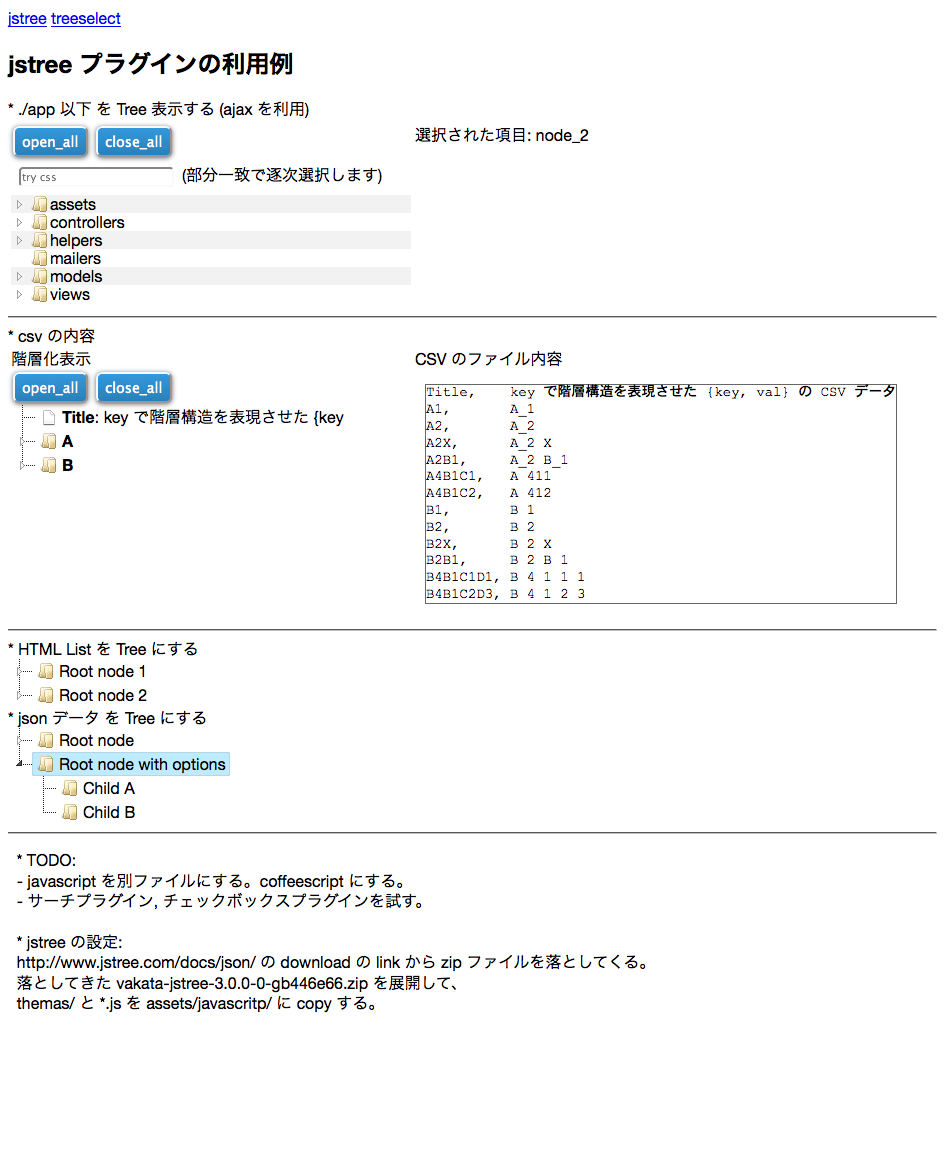 jstree treeselect
jstree プラグインの利用例
* ./app 以下 を Tree 表示する (ajax を利用)
open_all close_all
選択された項目: node_2
try css (部分一致で逐次選択します)
assets
controllers
helpers
mailers
models
views
* csv の内容
階層化表示
open_all close_all
Title: key で階層構造を表現させた {key
A
B
CSV のファイル内容
Title, key で階層構造を表現させた {key, val} の CSV データ
A1, A_1
A2, A_2
A2X, A_2 X
A2B1, A_2 B_1
A4B1C1, A 411
A4B1C2, A 412
B1, B 1
B2, B 2
B2X, B 2 X
B2B1, B 2 B 1
B4B1C1D1, B 4 1 1 1
B4B1C2D3, B 4 1 2 3
* HTML List を Tree にする
Root node 1
Root node 2
* json データ を Tree にする
Root node
Root node with options
Child A
Child B
* TODO:
- javascript を別ファイルにする。coffeescript にする。
- サーチプラグイン, チェックボックスプラグインを試す。
* jstree の設定:
http://www.jstree.com/docs/json/ の download の link から zip ファイルを落としてくる。
落としてきた vakata-jstree-3.0.0-0-gb446e66.zip を展開して、
themas/ と *.js を assets/javascritp/ に copy する。